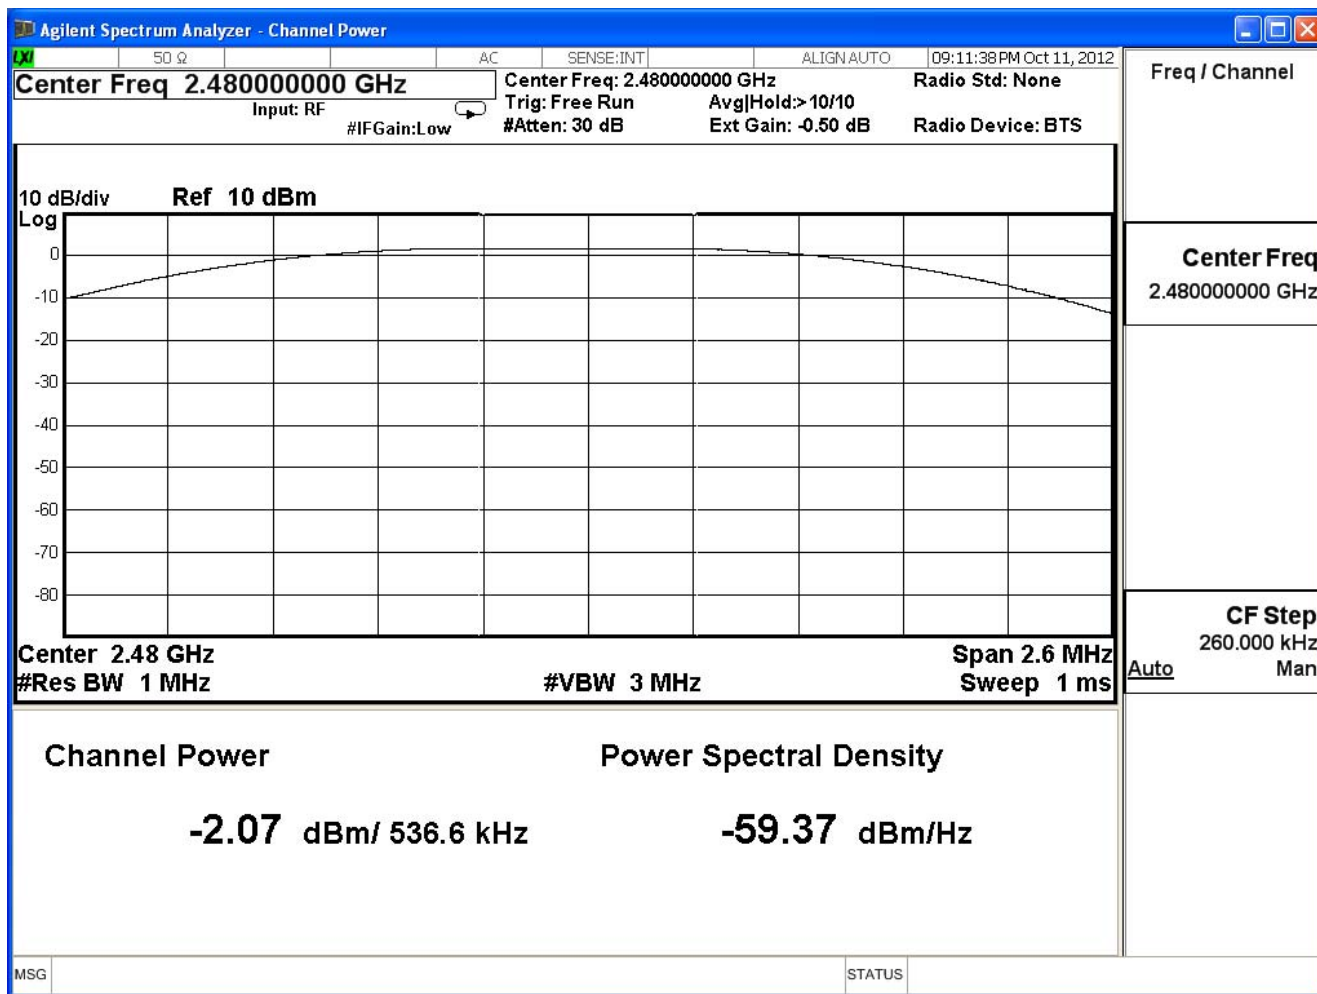 Agilent Spectrum Analyzer - Channel Power
LXI 50 Ω AC SENSE:INT ALIGN AUTO 09:11:38 PM Oct 11, 2012
Center Freq 2.480000000 GHz
Input: RF
#IFGain:Low
Center Freq: 2.480000000 GHz
Trig: Free Run Avg|Hold:> 10/10
#Atten: 30 dB Ext Gain: -0.50 dB
Radio Std: None
Radio Device: BTS
10 dB/div Ref 10 dBm
Log
0
-10
-20
-30
-40
-50
-60
-70
-80
Center 2.48 GHz Span 2.6 MHz
#Res BW 1 MHz #VBW 3 MHz Sweep 1 ms
Channel Power Power Spectral Density
-2.07 dBm/ 536.6 kHz -59.37 dBm/Hz
MSG STATUS
Freq / Channel
Center Freq
2.480000000 GHz
CF Step
260.000 kHz
Auto Man